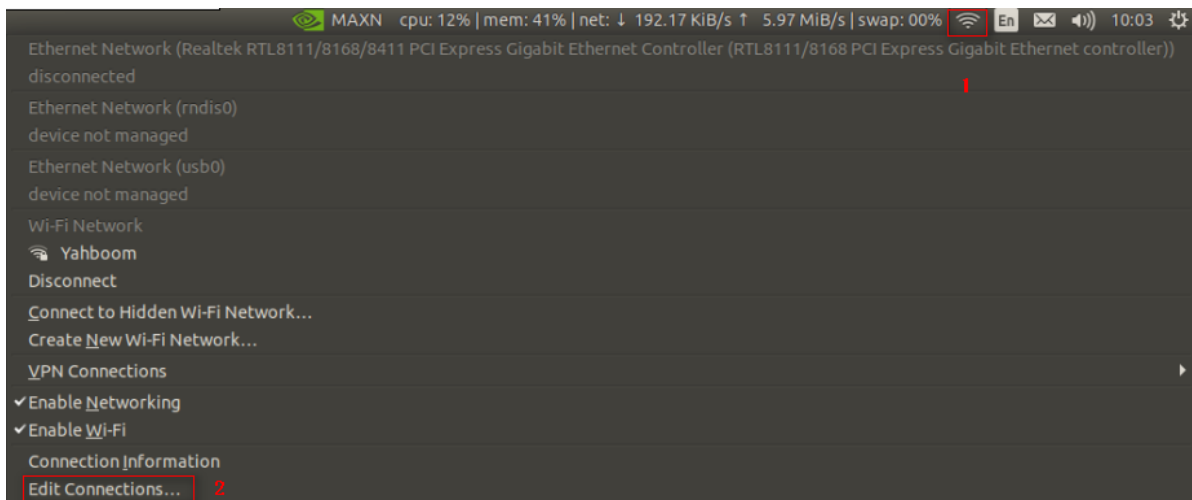 MAXN cpu: 12% | mem: 41% | net: ↓ 192.17 KiB/s ↑ 5.97 MiB/s | swap: 00% En 10:03
Ethernet Network (Realtek RTL8111/8168/8411 PCI Express Gigabit Ethernet Controller (RTL8111/8168 PCI Express Gigabit Ethernet controller))
disconnected
1
Ethernet Network (rndis0)
device not managed
Ethernet Network (usb0)
device not managed
Wi-Fi Network
Yahboom
Disconnect
Connect to Hidden Wi-Fi Network...
Create New Wi-Fi Network...
VPN Connections
Enable Networking
Enable Wi-Fi
Connection Information
Edit Connections... 2